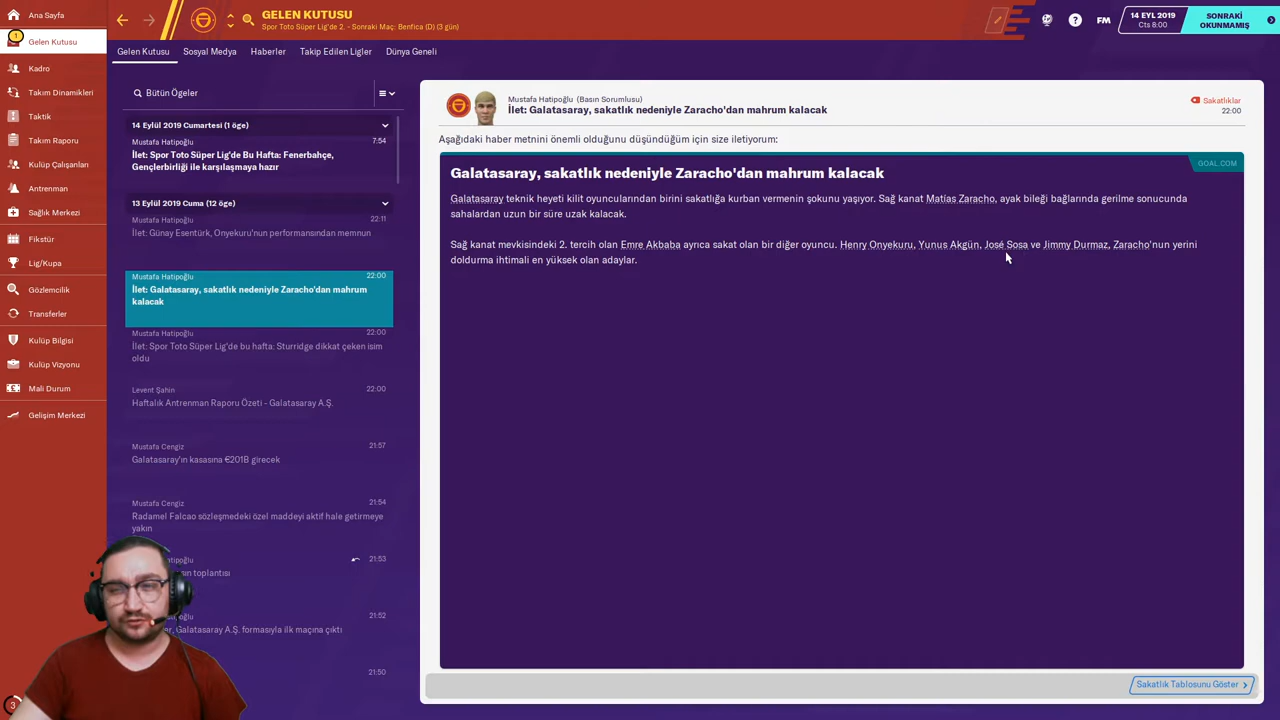 Ana Sayfa
Gelen Kutusu
Kadro
Takım Dinamikleri
Taktik
Takım Raporu
Kulüp Çalışanları
Antrenman
Sağlık Merkezi
Fikstür
Lig/Kupa
Gözlemcilik
Transferler
Kulüp Bilgisi
Kulüp Vizyonu
Mali Durum
Gelişim Merkezi
3
1
GELEN KUTUSU
Spor Toto Süper Lig'de 2. - Sonraki Maç: Benfica (D) (3 gün)
?
FM
14 EYL 2019
Cts 8:00
SONRAKİ
OKUNMAMIŞ
Gelen Kutusu
Sosyal Medya
Haberler
Takip Edilen Ligler
Dünya Geneli
Bütün Ögeler
14 Eylül 2019 Cumartesi (1 öge)
Mustafa Hatipoğlu
7:54
İlet: Spor Toto Süper Lig'de Bu Hafta: Fenerbahçe,
Gençlerbirliği ile karşılaşmaya hazır
13 Eylül 2019 Cuma (12 öge)
Mustafa Hatipoğlu
22:11
İlet: Günay Esentürk, Onyekuru'nun performansından memnun
Mustafa Hatipoğlu
22:00
İlet: Galatasaray, sakatlık nedeniyle Zaracho'dan mahrum
kalacak
Mustafa Hatipoğlu
22:00
İlet: Spor Toto Süper Lig'de bu hafta: Sturridge dikkat çeken isim
oldu
Levent Şahin
22:00
Haftalık Antrenman Raporu Özeti - Galatasaray A.Ş.
Mustafa Cengiz
21:57
Galatasaray'ın kasasına €201B girecek
Mustafa Cengiz
21:54
Radamel Falcao sözleşmedeki özel maddeyi aktif hale getirmeye
yakın
21:53
toplantısı
21:52
Galatasaray A.Ş. formasıyla ilk maçına çıktı
21:50
Mustafa Hatipoğlu (Basın Sorumlusu)
İlet: Galatasaray, sakatlık nedeniyle Zaracho'dan mahrum kalacak
Sakatlıklar
22:00
Aşağıdaki haber metnini önemli olduğunu düşündüğüm için size iletiyorum:
GOAL.COM
Galatasaray, sakatlık nedeniyle Zaracho'dan mahrum kalacak
Galatasaray teknik heyeti kilit oyuncularından birini sakatlığa kurban vermenin şokunu yaşıyor. Sağ kanat Matías Zaracho, ayak bileği bağlarında gerilme sonucunda
sahalardan uzun bir süre uzak kalacak.
Sağ kanat mevkisindeki 2. tercih olan Emre Akbaba ayrıca sakat olan bir diğer oyuncu. Henry Onyekuru, Yunus Akgün, José Sosa ve Jimmy Durmaz, Zaracho'nun yerini
doldurma ihtimali en yüksek olan adaylar.
Sakatlık Tablosunu Göster